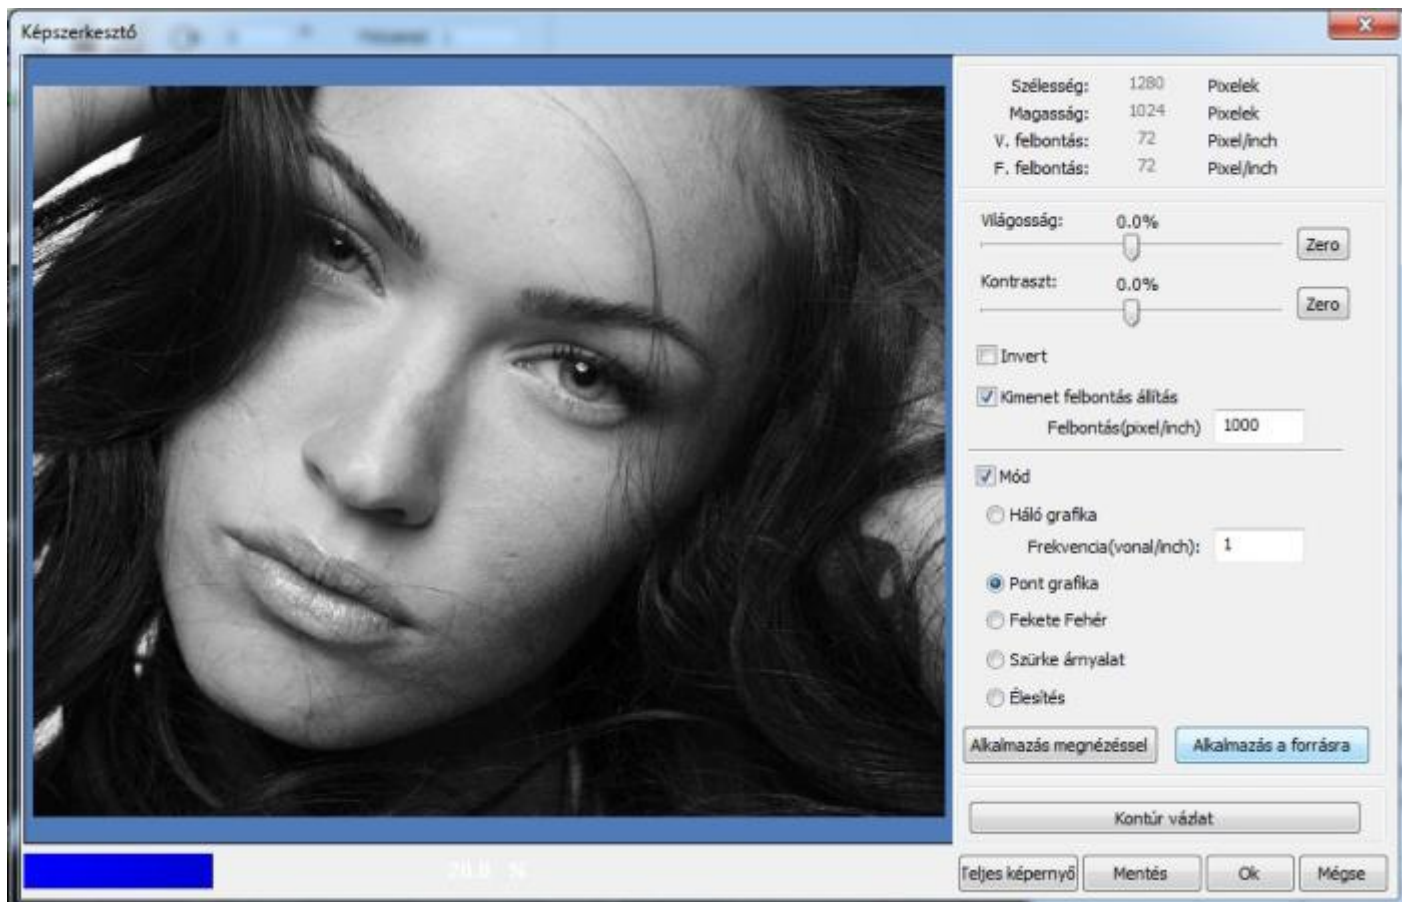 Képszerkesztő
Szélesség: 1280 Pixelek
Magasság: 1024 Pixelek
V. felbontás: 72 Pixel/inch
F. felbontás: 72 Pixel/inch
Világosság: 0.0%
Zero
Kontraszt: 0.0%
Zero
Invert
Kimenet felbontás állítás
Felbontás(pixel/inch) 1000
Mód
Háló grafika
Frekvencia(vonal/inch): 1
Pont grafika
Fekete Fehér
Szürke árnyalat
Élesítés
Alkalmazás megnézéssel Alkalmazás a forrásra
Kontúr vázlat
20.0 %
Teljes képernyő Mentés Ok Mégse